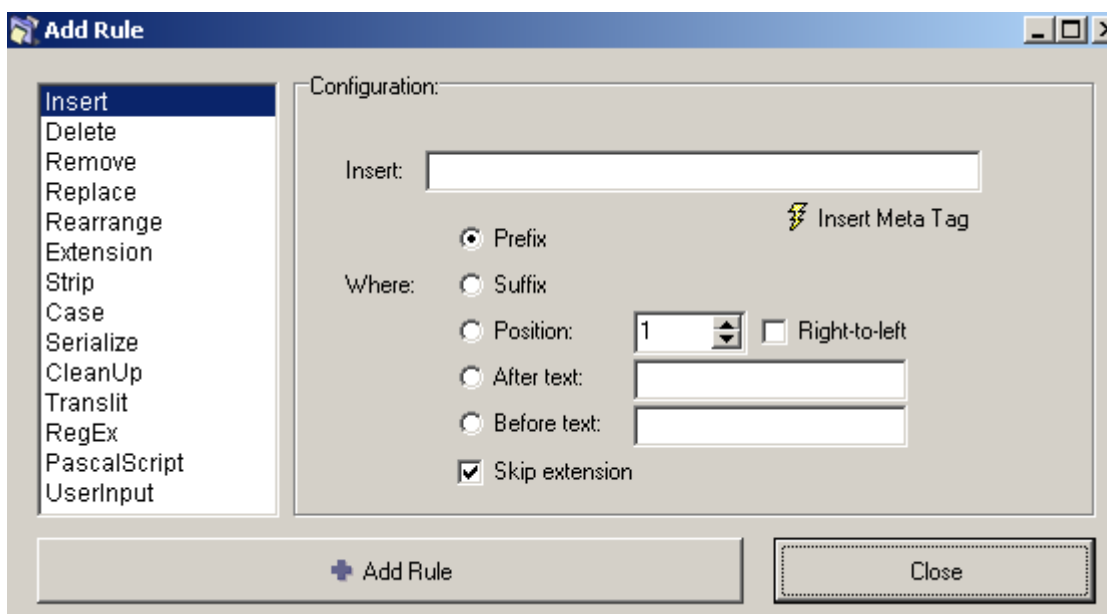 Add Rule
Insert
Delete
Remove
Replace
Rearrange
Extension
Strip
Case
Serialize
CleanUp
Translit
RegEx
PascalScript
UserInput
Configuration:
Insert:
Insert Meta Tag
Where:
Prefix
Suffix
Position: 1 Right-to-left
After text:
Before text:
Skip extension
Add Rule
Close